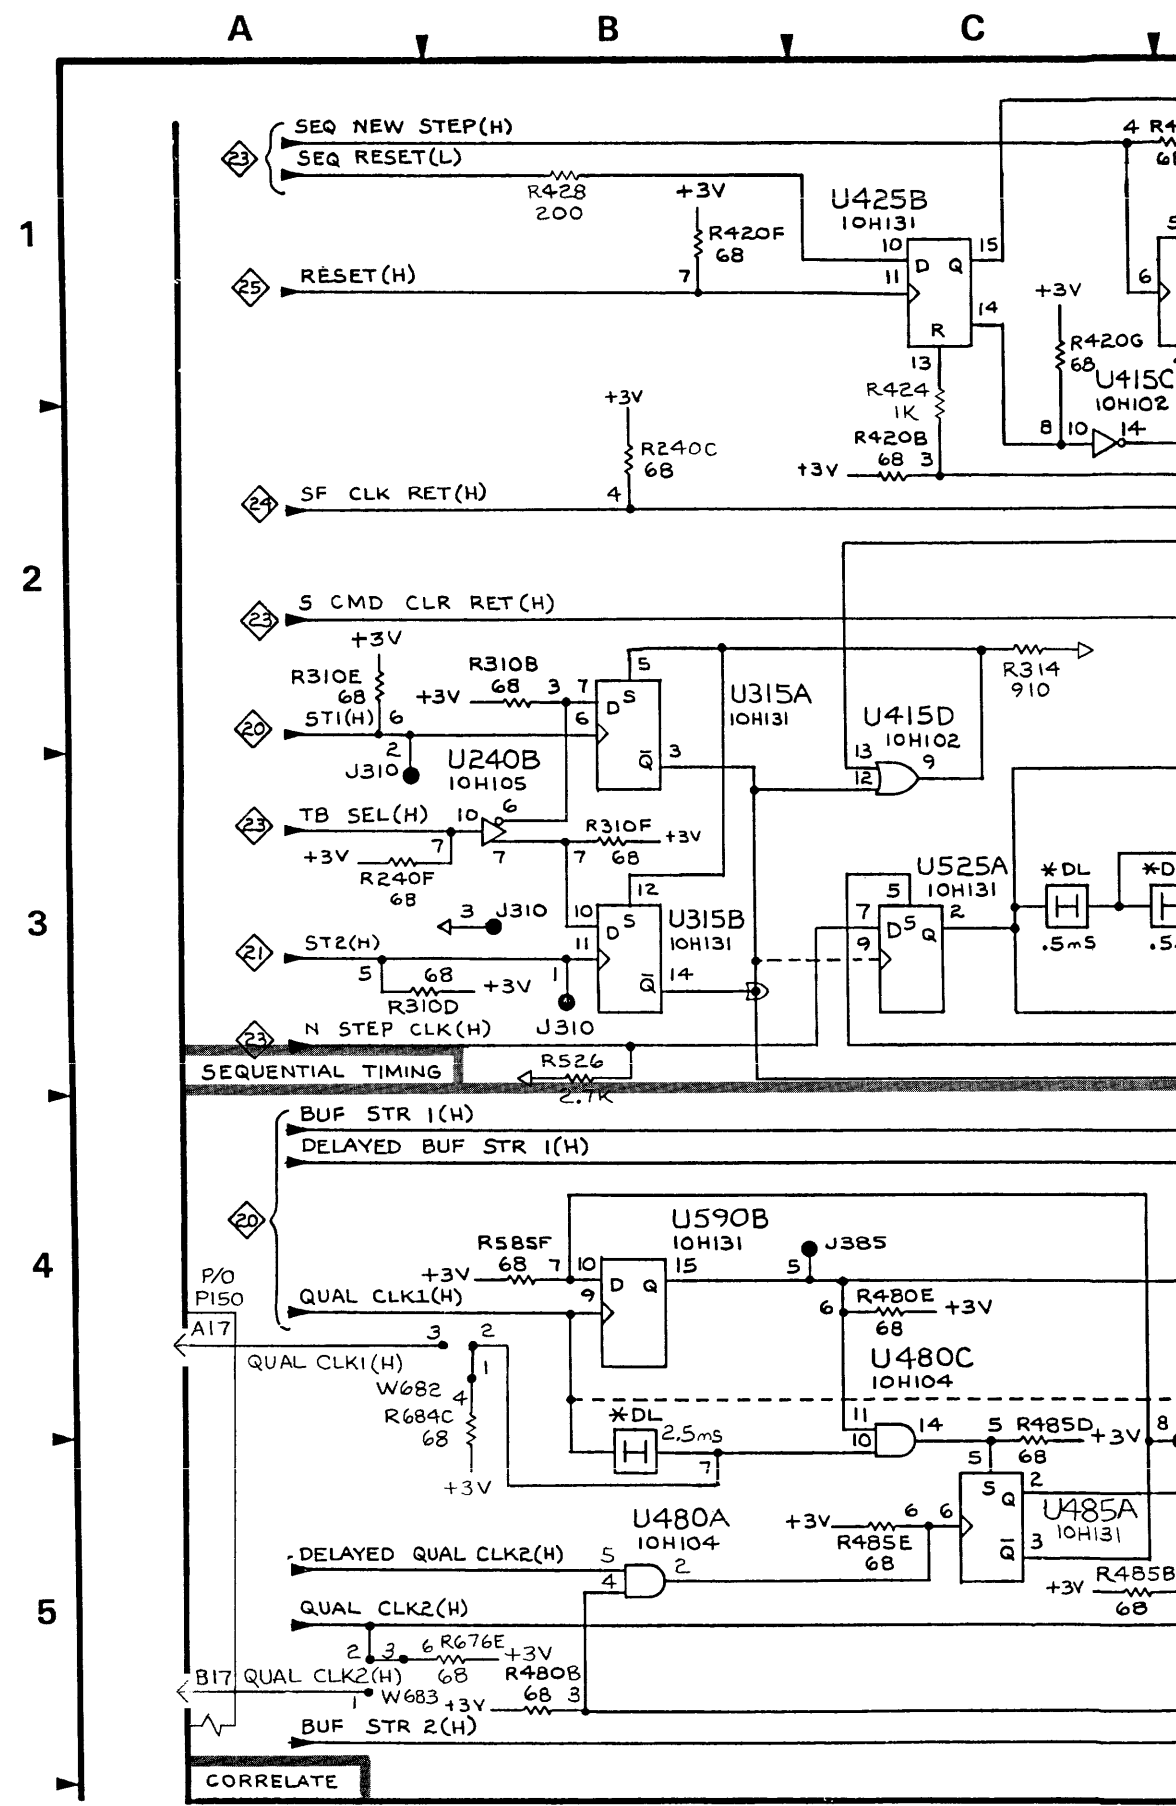 A B C
SEQ NEW STEP(H)
4 R4
6
23
SEQ RESET(L)
R428
200
+3V
U425B
10H131
1
R420F
68
10 15
D Q
5
25
RESET(H)
7
11
6
14
+3V
R
13
R420G
68
R424
1K
U415C
10H102
+3V
R240C
68
R420B
68 3
8 10 14
+3V
24
SF CLK RET(H)
4
2
23
S CMD CLR RET(H)
+3V
R310E
68
R310B
68
5
+3V 3 7
S
D
6
U315A
10H131
R314
910
20
ST1(H) 6
2
J310
U240B
10H105
Q 3
U415D
10H102
13
12
9
23
TB SEL(H) 10
6
7
7
R310F
68
+3V
7
+3V
R240F
68
3
12
U525A
10H131
*DL
*D
3 J310
10
S
D
11
U315B
10H131
5
7
D S Q
2
9
.5mS
.5
21
ST2(H)
5
68
R310D
+3V
1
J310
Q 14
23
N STEP CLK(H)
SEQUENTIAL TIMING
R526
2.7K
BUF STR 1(H)
DELAYED BUF STR 1(H)
20
4
U590B
10H131
R585F
68
+3V
7 10
D Q
15
9
5
J385
P/O
P150
QUAL CLK1(H)
6
R480E
68
+3V
A17
QUAL CLK1(H)
3 2
1
W682
4
R684C
68
+3V
U480C
10H104
*DL
2.5mS
7
11
10
14
5 R485D
68
+3V
8
5
S
Q
2
U485A
10H131
Q
3
U480A
10H104
+3V
R485E
68
6 6
DELAYED QUAL CLK2(H)
5
4
2
+3V
R485B
68
5
QUAL CLK2(H)
2 3 6 R676E
68
+3V
B17
QUAL CLK2(H)
1
W683
+3V
R480B
68 3
BUF STR 2(H)
CORRELATE